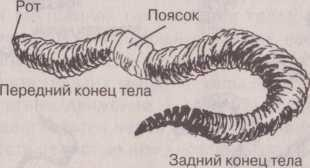 Рот
Поясок
Передний конец тела
Задний конец тела